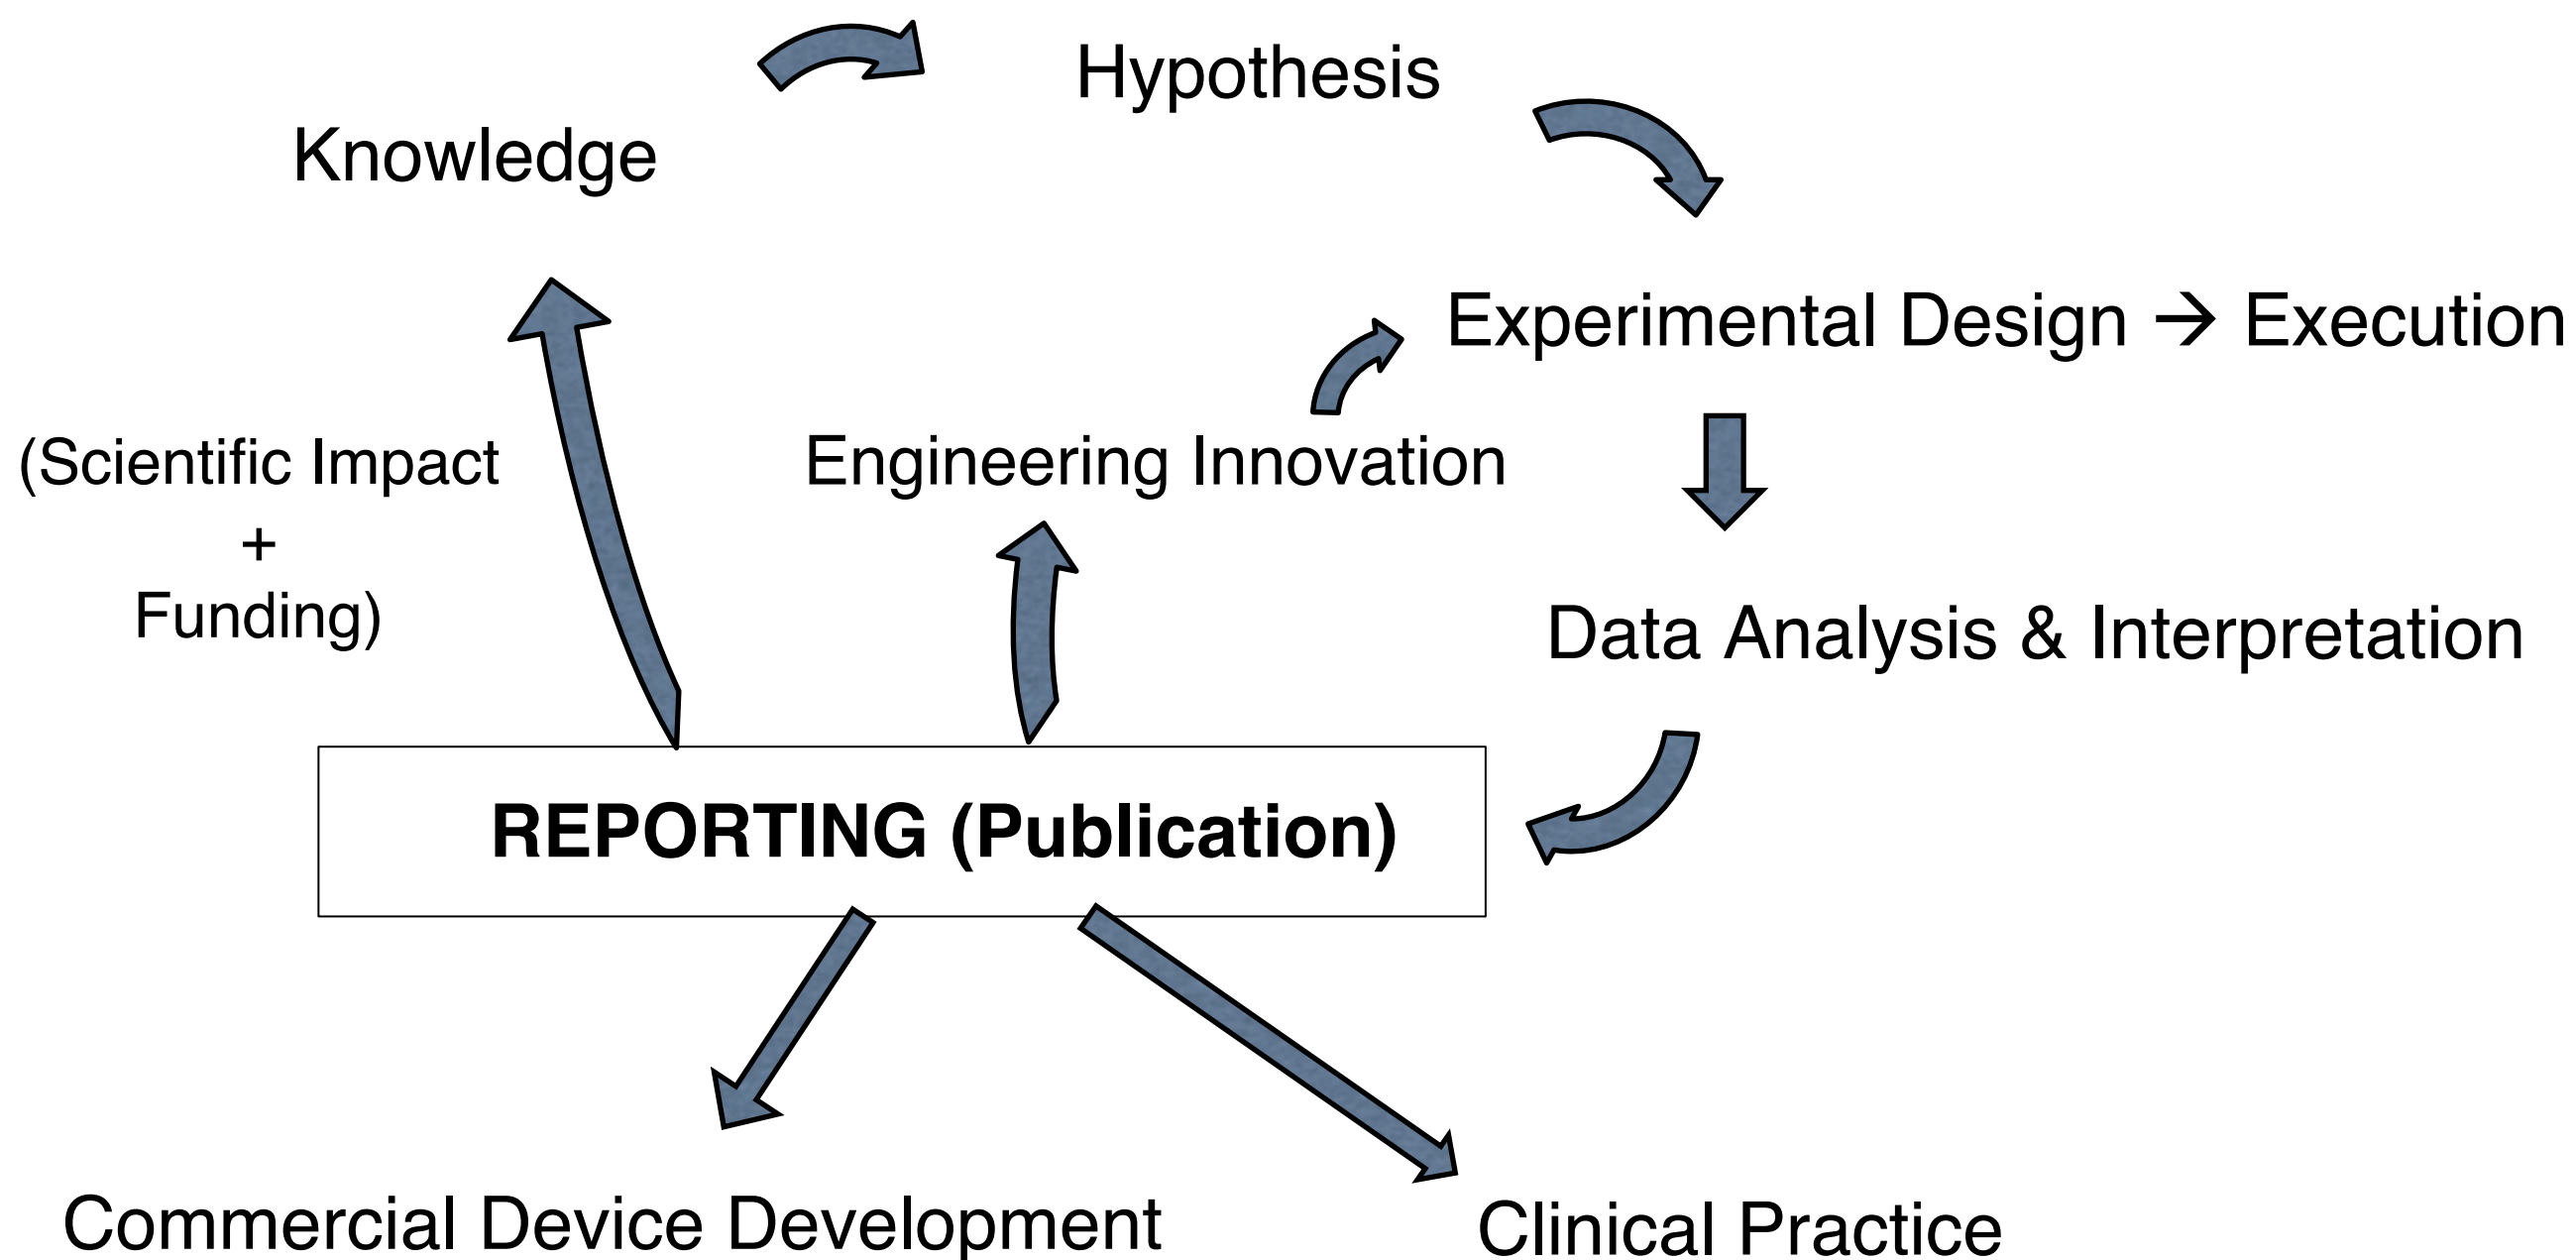 Hypothesis
Knowledge
Experimental Design → Execution
(Scientific Impact
+
Funding)
Engineering Innovation
Data Analysis & Interpretation
REPORTING (Publication)
Commercial Device Development
Clinical Practice